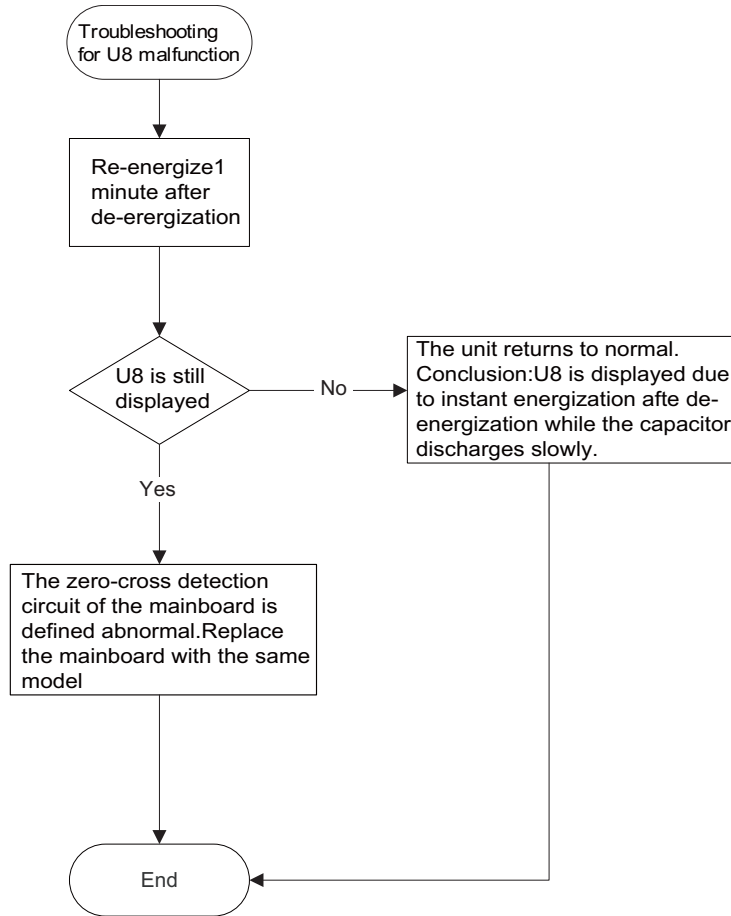 Troubleshooting
for U8 malfunction
Re-energize1
minute after
de-erergization
U8 is still
displayed
No
The unit returns to normal.
Conclusion:U8 is displayed due
to instant energization afte de-
energization while the capacitor
discharges slowly.
Yes
The zero-cross detection
circuit of the mainboard is
defined abnormal.Replace
the mainboard with the same
model
End